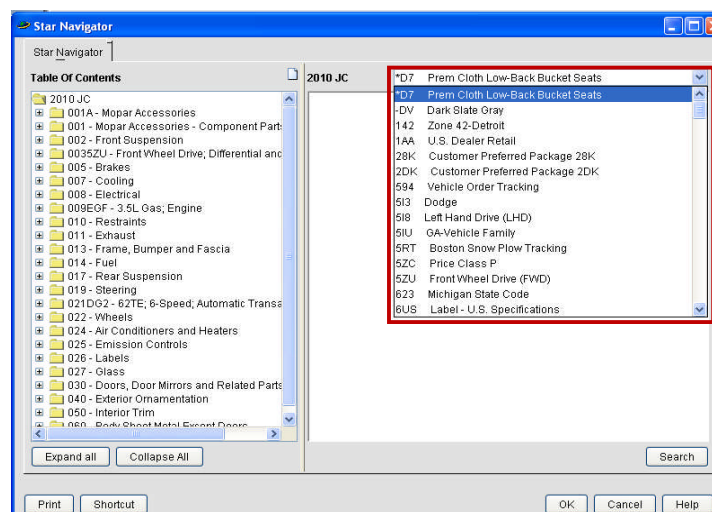 Star Navigator
Star Navigator
Table Of Contents
2010 JC
001A - Mopar Accessories
001 - Mopar Accessories - Component Part
002 - Front Suspension
0035ZU - Front Wheel Drive; Differential and
005 - Brakes
007 - Cooling
008 - Electrical
009EGF - 3.5L Gas; Engine
010 - Restraints
011 - Exhaust
013 - Frame, Bumper and Fascia
014 - Fuel
017 - Rear Suspension
019 - Steering
021DG2 - 62TE; 6-Speed; Automatic Transa
022 - Wheels
024 - Air Conditioners and Heaters
025 - Emission Controls
026 - Labels
027 - Glass
030 - Doors, Door Mirrors and Related Parts
040 - Exterior Ornamentation
050 - Interior Trim
060 - Body Sheet Metal Except Doors
Expand all
Collapse All
2010 JC
*D7 Prem Cloth Low-Back Bucket Seats
*D7 Prem Cloth Low-Back Bucket Seats
-DV Dark Slate Gray
142 Zone 42-Detroit
1AA U.S. Dealer Retail
28K Customer Preferred Package 28K
2DK Customer Preferred Package 2DK
594 Vehicle Order Tracking
5I3 Dodge
5I8 Left Hand Drive (LHD)
5IU GA-Vehicle Family
5RT Boston Snow Plow Tracking
5ZC Price Class P
5ZU Front Wheel Drive (FWD)
623 Michigan State Code
6US Label - U.S. Specifications
Search
Print
Shortcut
OK
Cancel
Help